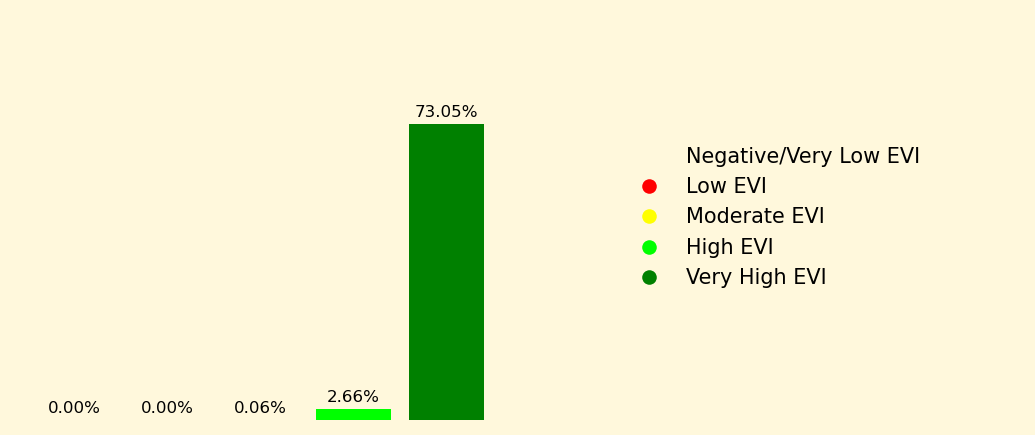 73.05%
2.66%
0.00%
0.00%
0.06%
Negative/Very Low EVI
Low EVI
Moderate EVI
High EVI
Very High EVI